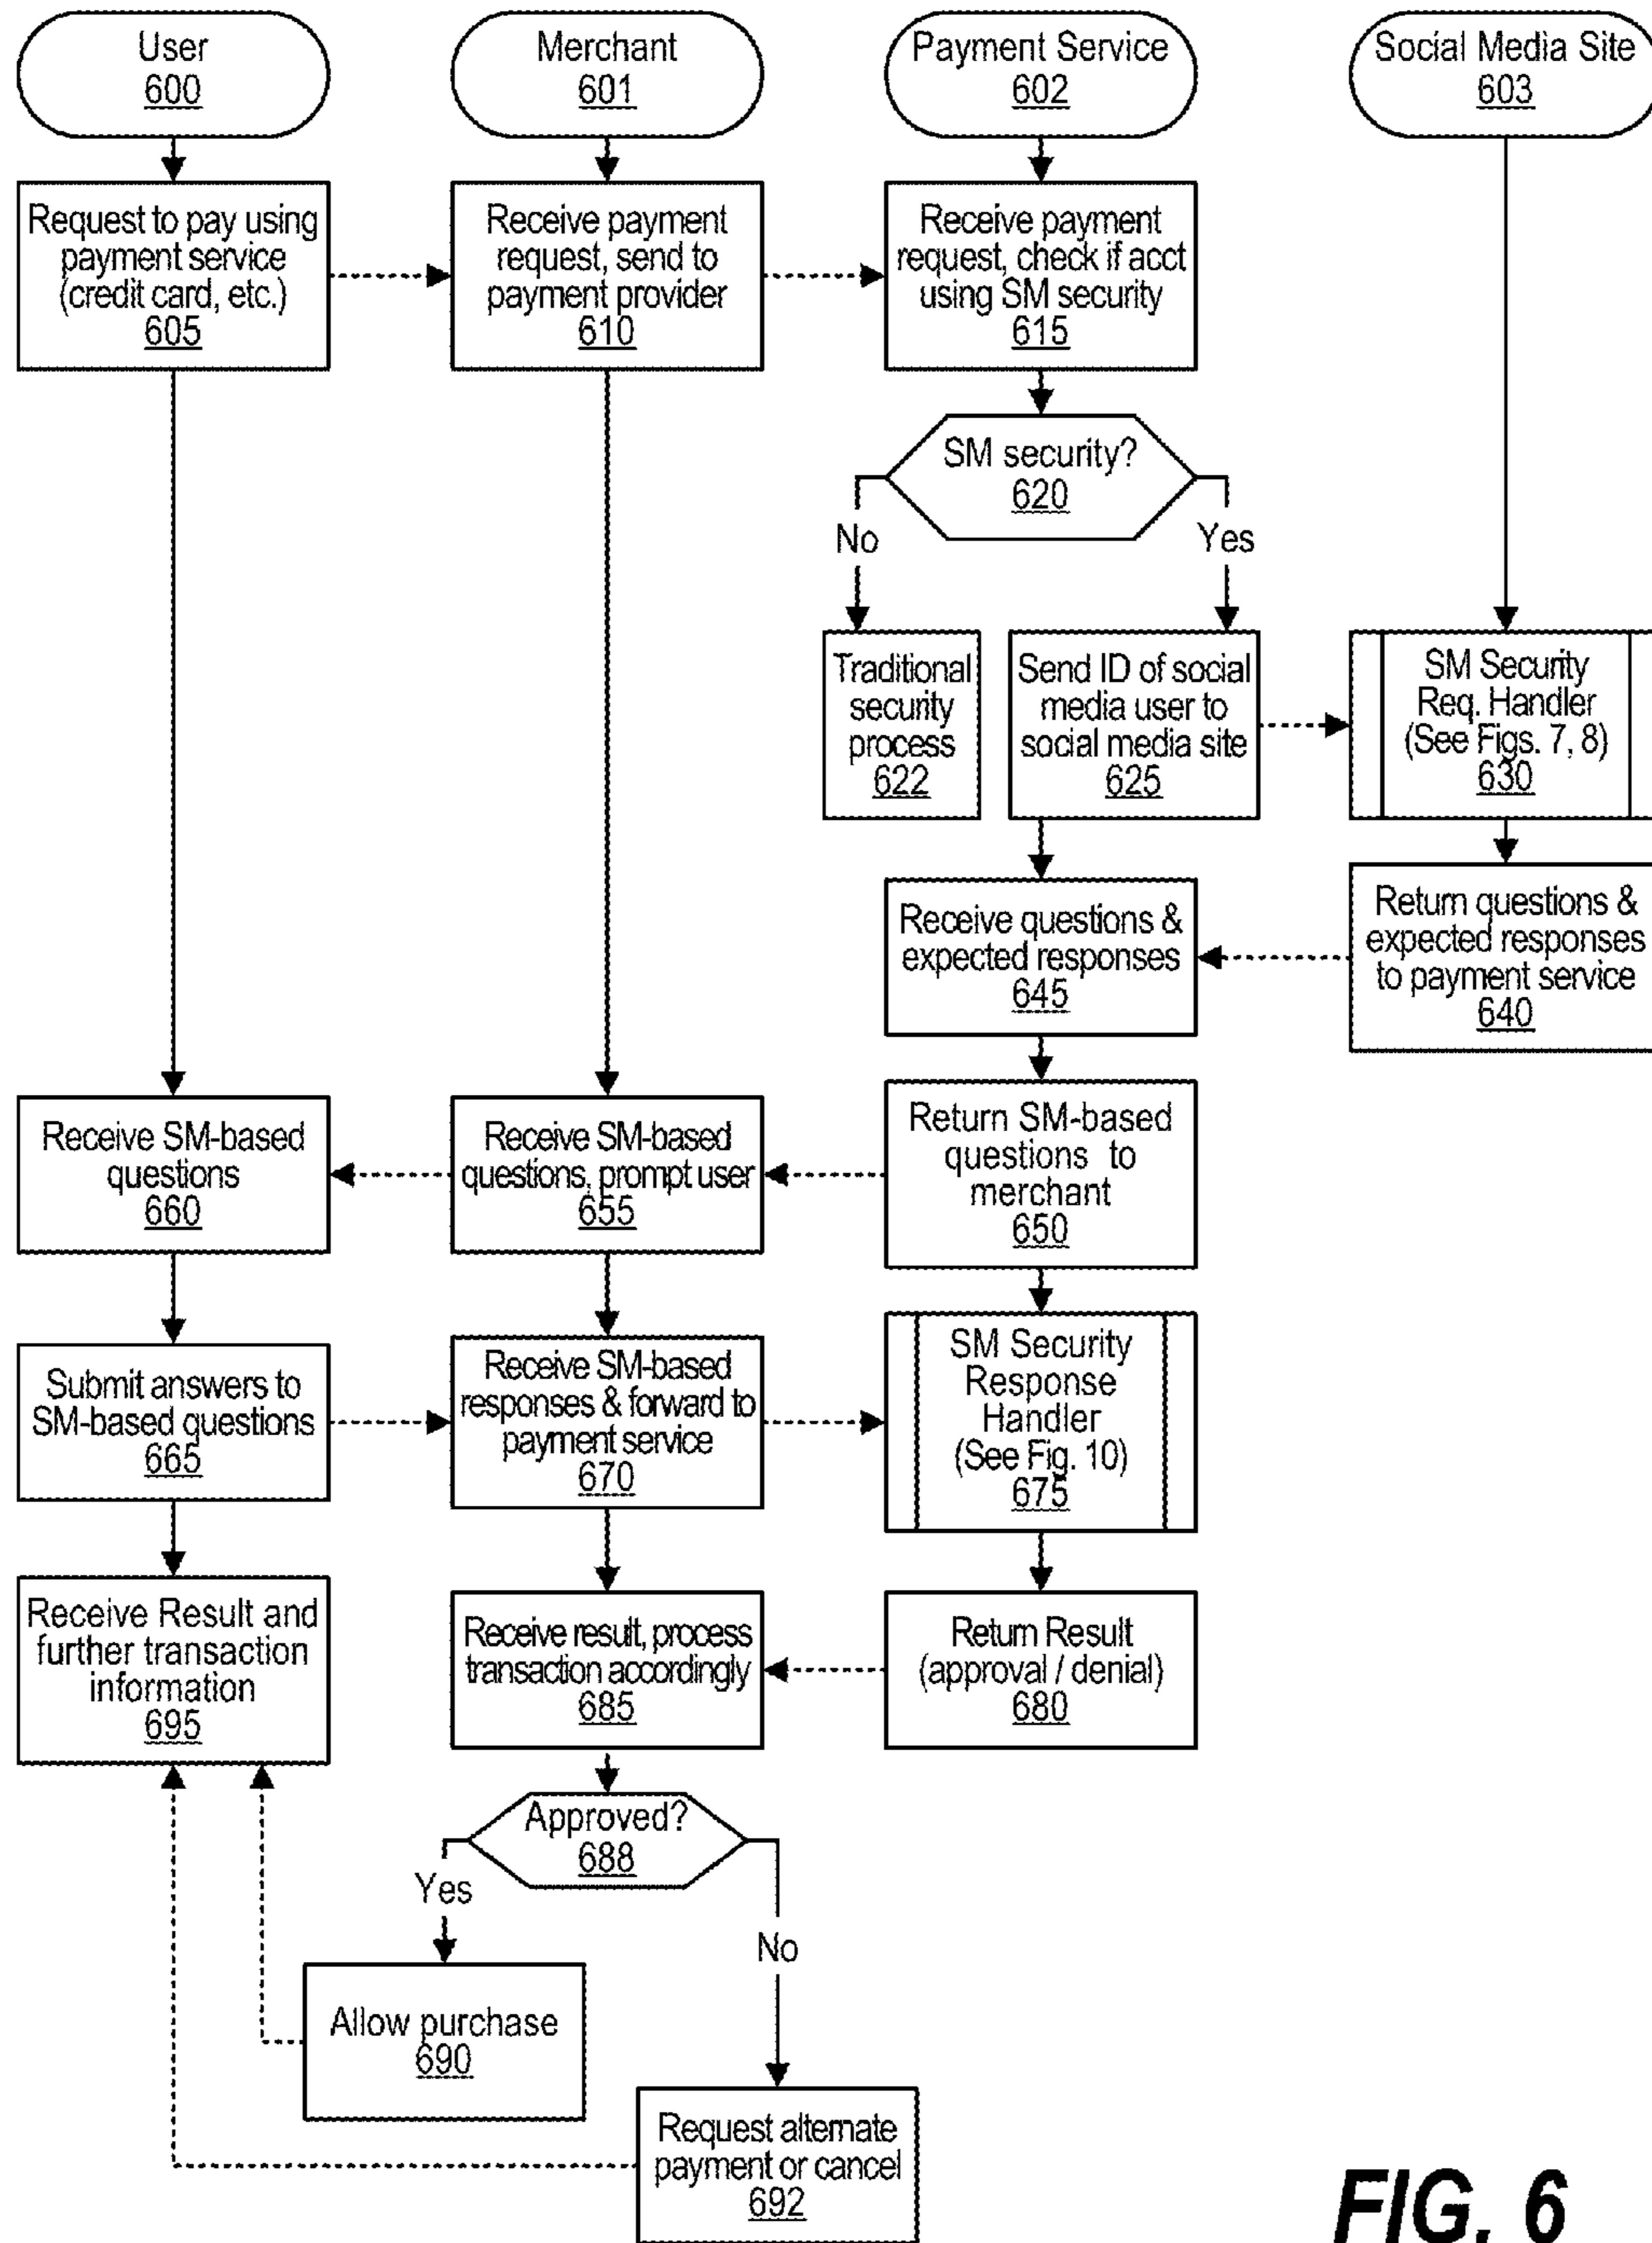 User
600
Merchant
601
Payment Service
602
Social Media Site
603
Request to pay using
payment service
(credit card, etc.)
605
Receive payment
request, send to
payment provider
610
Receive payment
request, check if acct
using SM security
615
SM security?
620
No
Yes
Traditional
security
process
622
Send ID of social
media user to
social media site
625
SM Security
Req. Handler
(See Figs. 7, 8)
630
Receive questions &
expected responses
645
Return questions &
expected responses
to payment service
640
Receive SM-based
questions
660
Receive SM-based
questions, prompt user
655
Return SM-based
questions to
merchant
650
Submit answers to
SM-based questions
665
Receive SM-based
responses & forward to
payment service
670
SM Security
Response
Handler
(See Fig. 10)
675
Receive Result and
further transaction
information
695
Receive result, process
transaction accordingly
685
Return Result
(approval / denial)
680
Approved?
688
Yes
No
Allow purchase
690
Request alternate
payment or cancel
692
FIG. 6